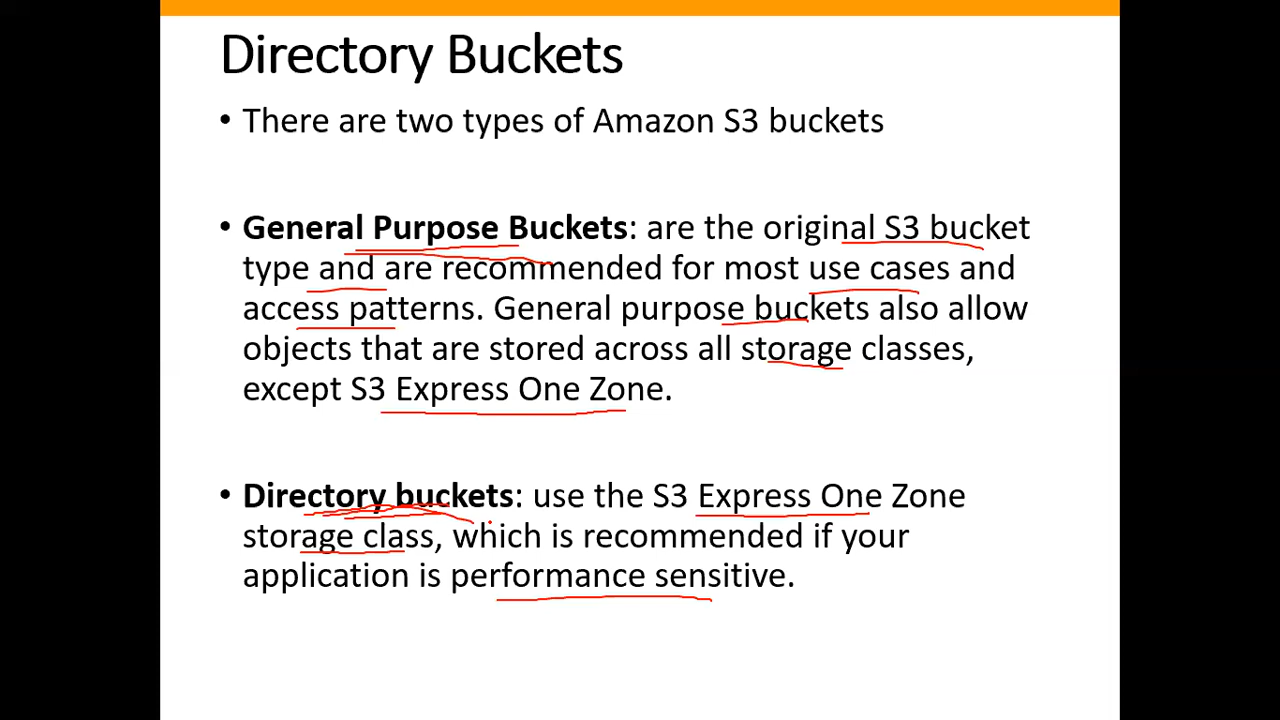 Directory Buckets
• There are two types of Amazon S3 buckets
• General Purpose Buckets: are the original S3 bucket
type and are recommended for most use cases and
access patterns. General purpose buckets also allow
objects that are stored across all storage classes,
except S3 Express One Zone.
• Directory buckets: use the S3 Express One Zone
storage class, which is recommended if your
application is performance sensitive.